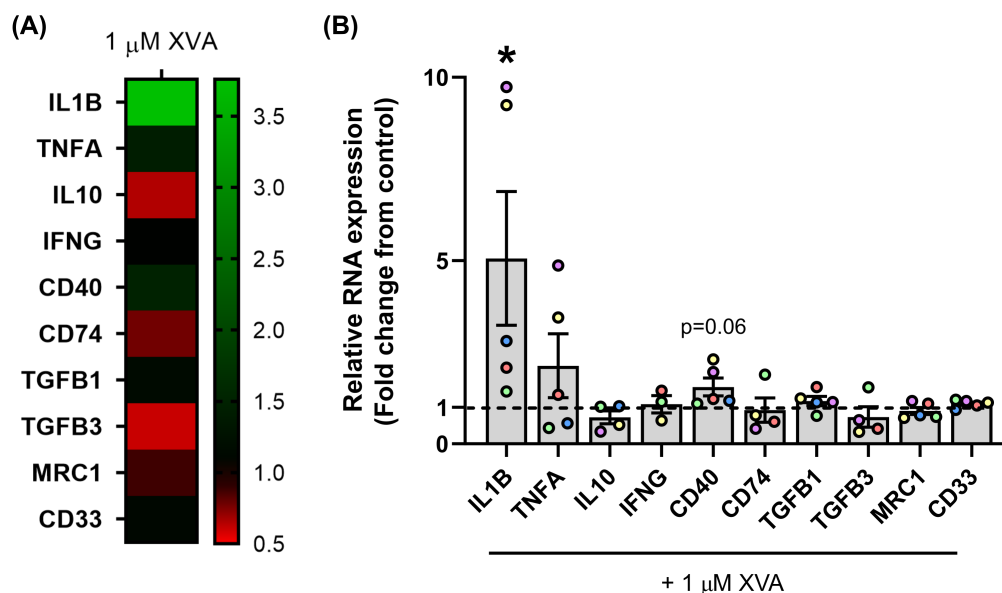 (A)
1 μM XVA
IL1B
TNFA
IL10
IFNG
CD40
CD74
TGFB1
TGFB3
MRC1
CD33
3.5
3.0
2.5
2.0
1.5
1.0
0.5
(B)
Relative RNA expression
(Fold change from control)
10
5
1
0
*
p=0.06
IL1B
TNFA
IL10
IFNG
CD40
CD74
TGFB1
TGFB3
MRC1
CD33
+ 1 μM XVA